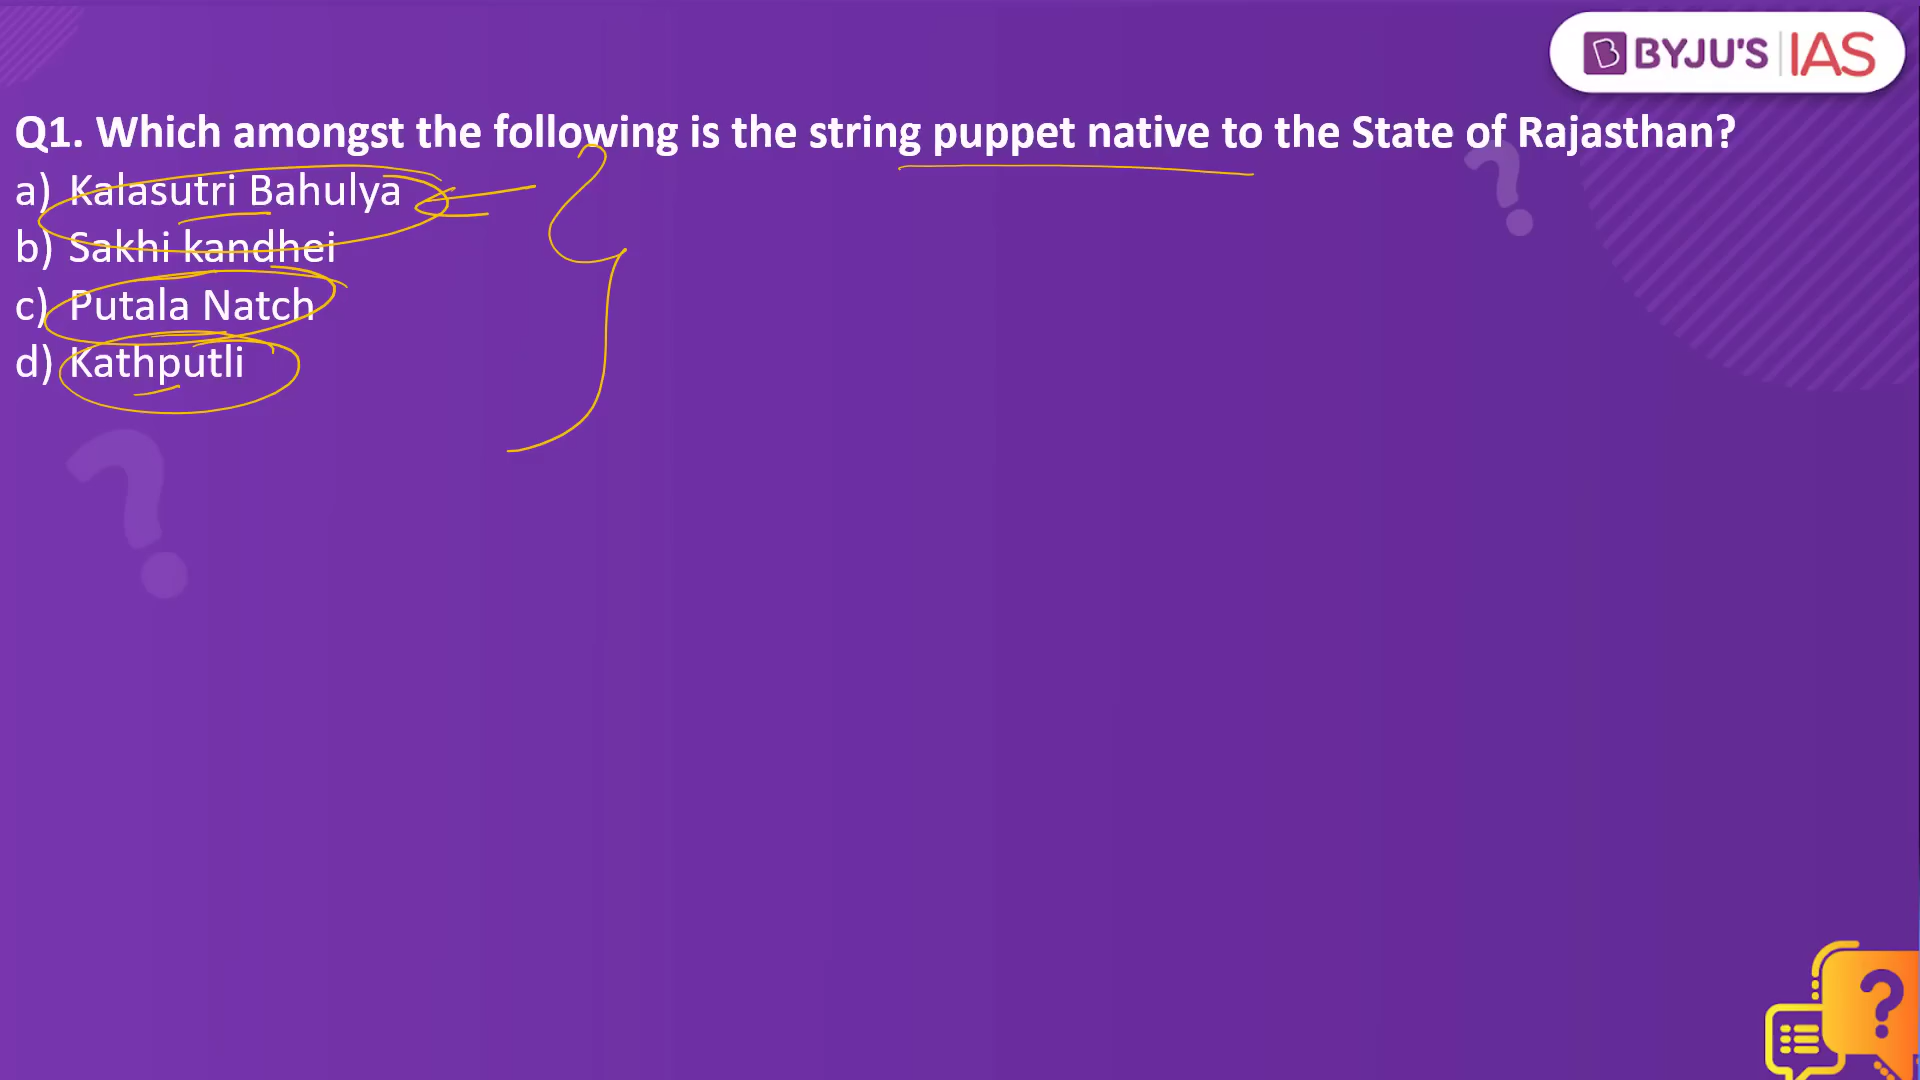 BYJU'S IAS
Q1. Which amongst the following is the string puppet native to the State of Rajasthan?
a) Kalasutri Bahulya
b) Sakhi kandhei
c) Putala Natch
d) Kathputli